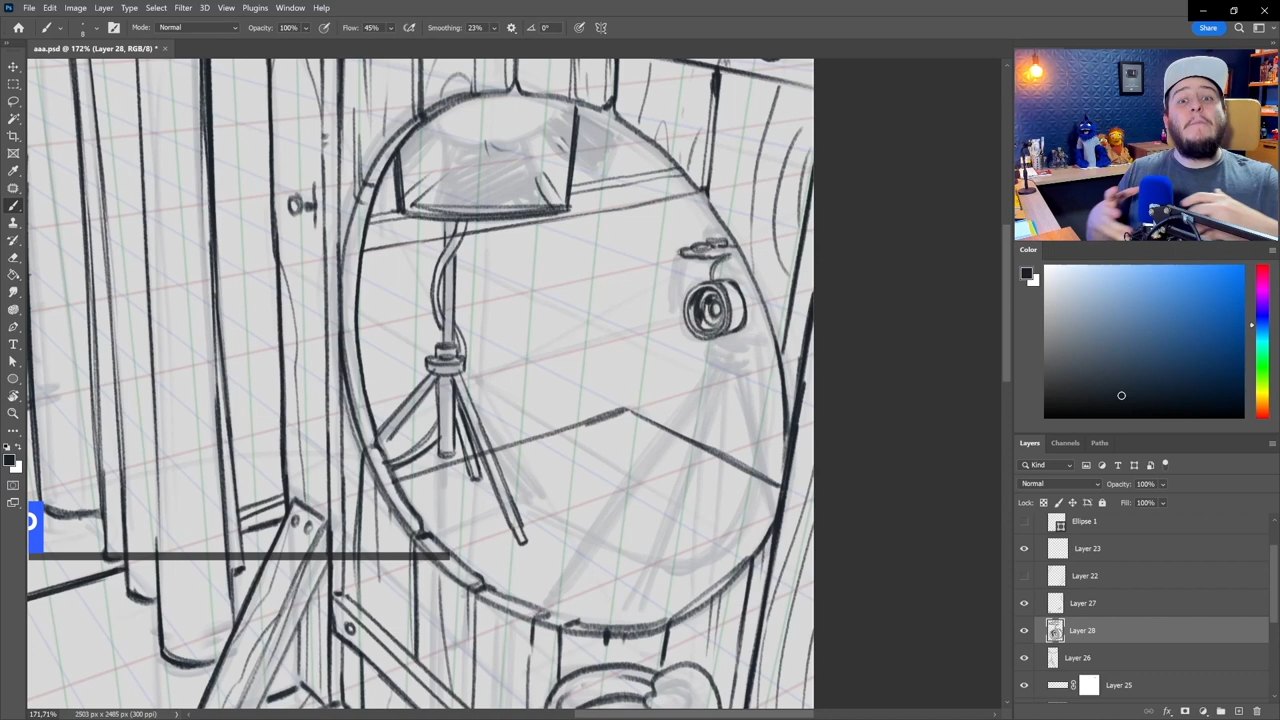 Ps File Edit Image Layer Type Select Filter 3D View Plugins Window Help
8 Mode: Normal Opacity: 100% Flow: 45% Smoothing: 23% 0° Share
aaa.psd @ 172% (Layer 28, RGB/8) *
Color
Layers Channels Paths
Kind
Normal Opacity: 100%
Lock: Fill: 100%
Ellipse 1
Layer 23
Layer 22
Layer 27
Layer 28
Layer 26
Layer 25
171,71% 2503 px x 2485 px (300 ppi)